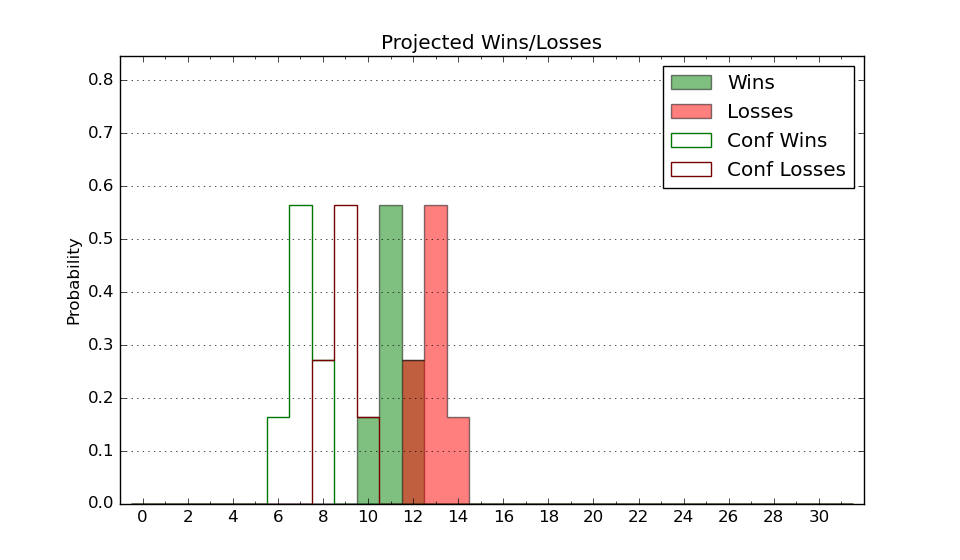 Projected Wins/Losses
Wins
Losses
Conf Wins
Conf Losses
Probability
0.8
0.7
0.6
0.5
0.4
0.3
0.2
0.1
0.0
0 2 4 6 8 10 12 14 16 18 20 22 24 26 28 30